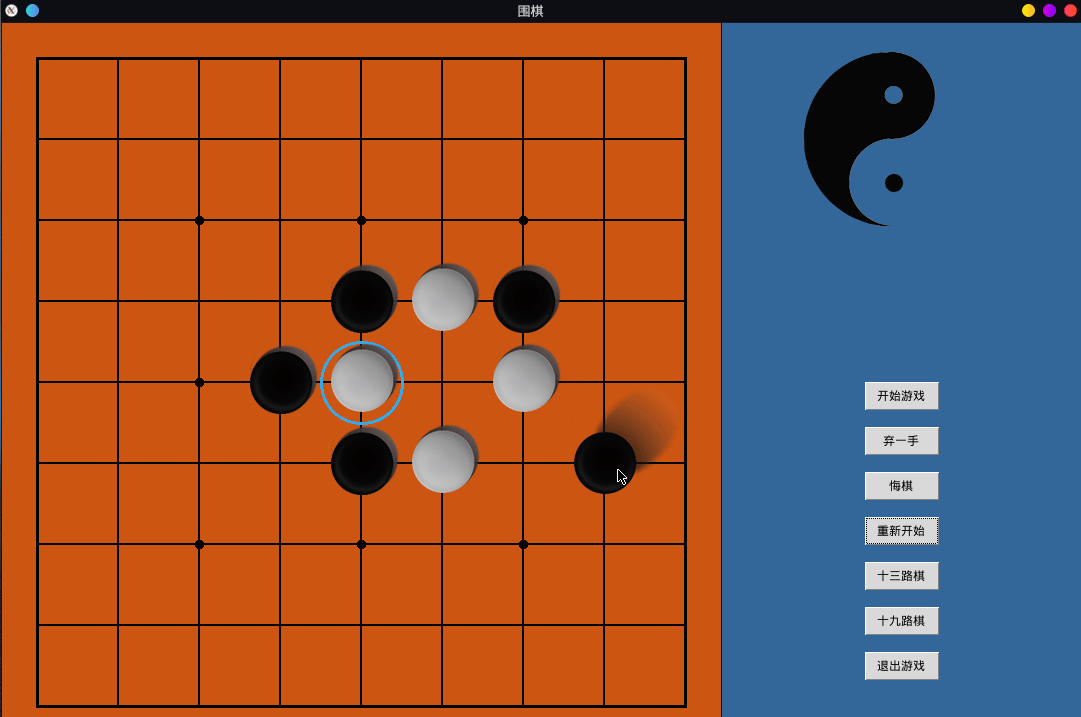 围棋
开始游戏
弃一手
悔棋
重新开始
十三路棋
十九路棋
退出游戏